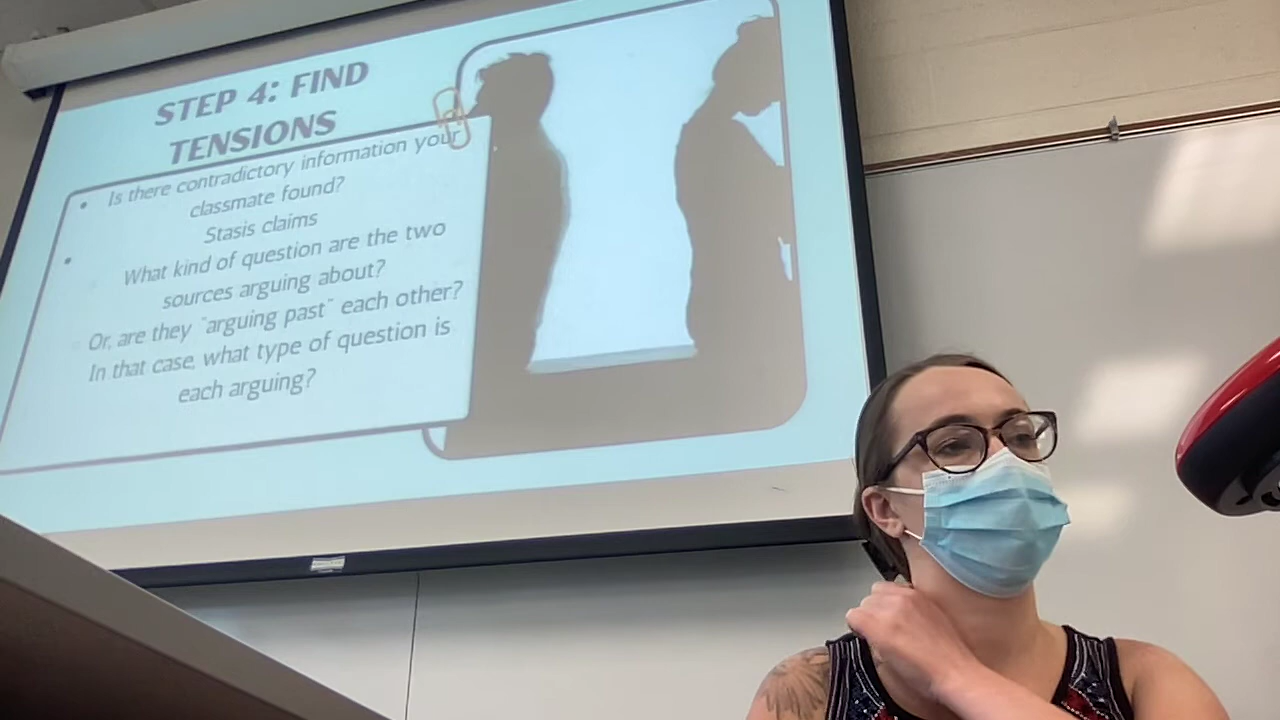 STEP 4: FIND
TENSIONS
• Is there contradictory information your
classmate found?
Stasis claims
• What kind of question are the two
sources arguing about?
Or, are they "arguing past" each other?
In that case, what type of question is
each arguing?